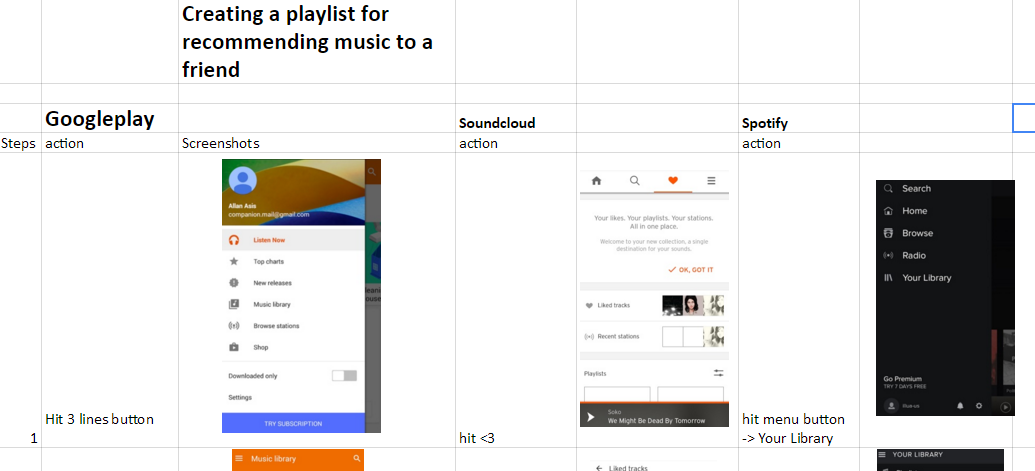 Creating a playlist for
recommending music to a
friend
Googleplay
Soundcloud
Spotify
Steps
action
Screenshots
action
action
Allan Axis
companion.mail@gmail.com
Listen Now
Top charts
New releases
Music library
Browse stations
Shop
Downloaded only
Settings
TRY SUBSCRIPTION
Your likes. Your playlists. Your stations.
All in one place.
Welcome to your new collection, a single
destination for your sounds.
OK, GOT IT
Liked tracks
Recent stations
Playlists
Soko
We Might Be Dead By Tomorrow
Search
Home
Browse
Radio
Your Library
Go Premium
TRY 7 DAYS FREE
1
Hit 3 lines button
hit <3
hit menu button
-> Your Library
Music library
Liked tracks
YOUR LIBRARY